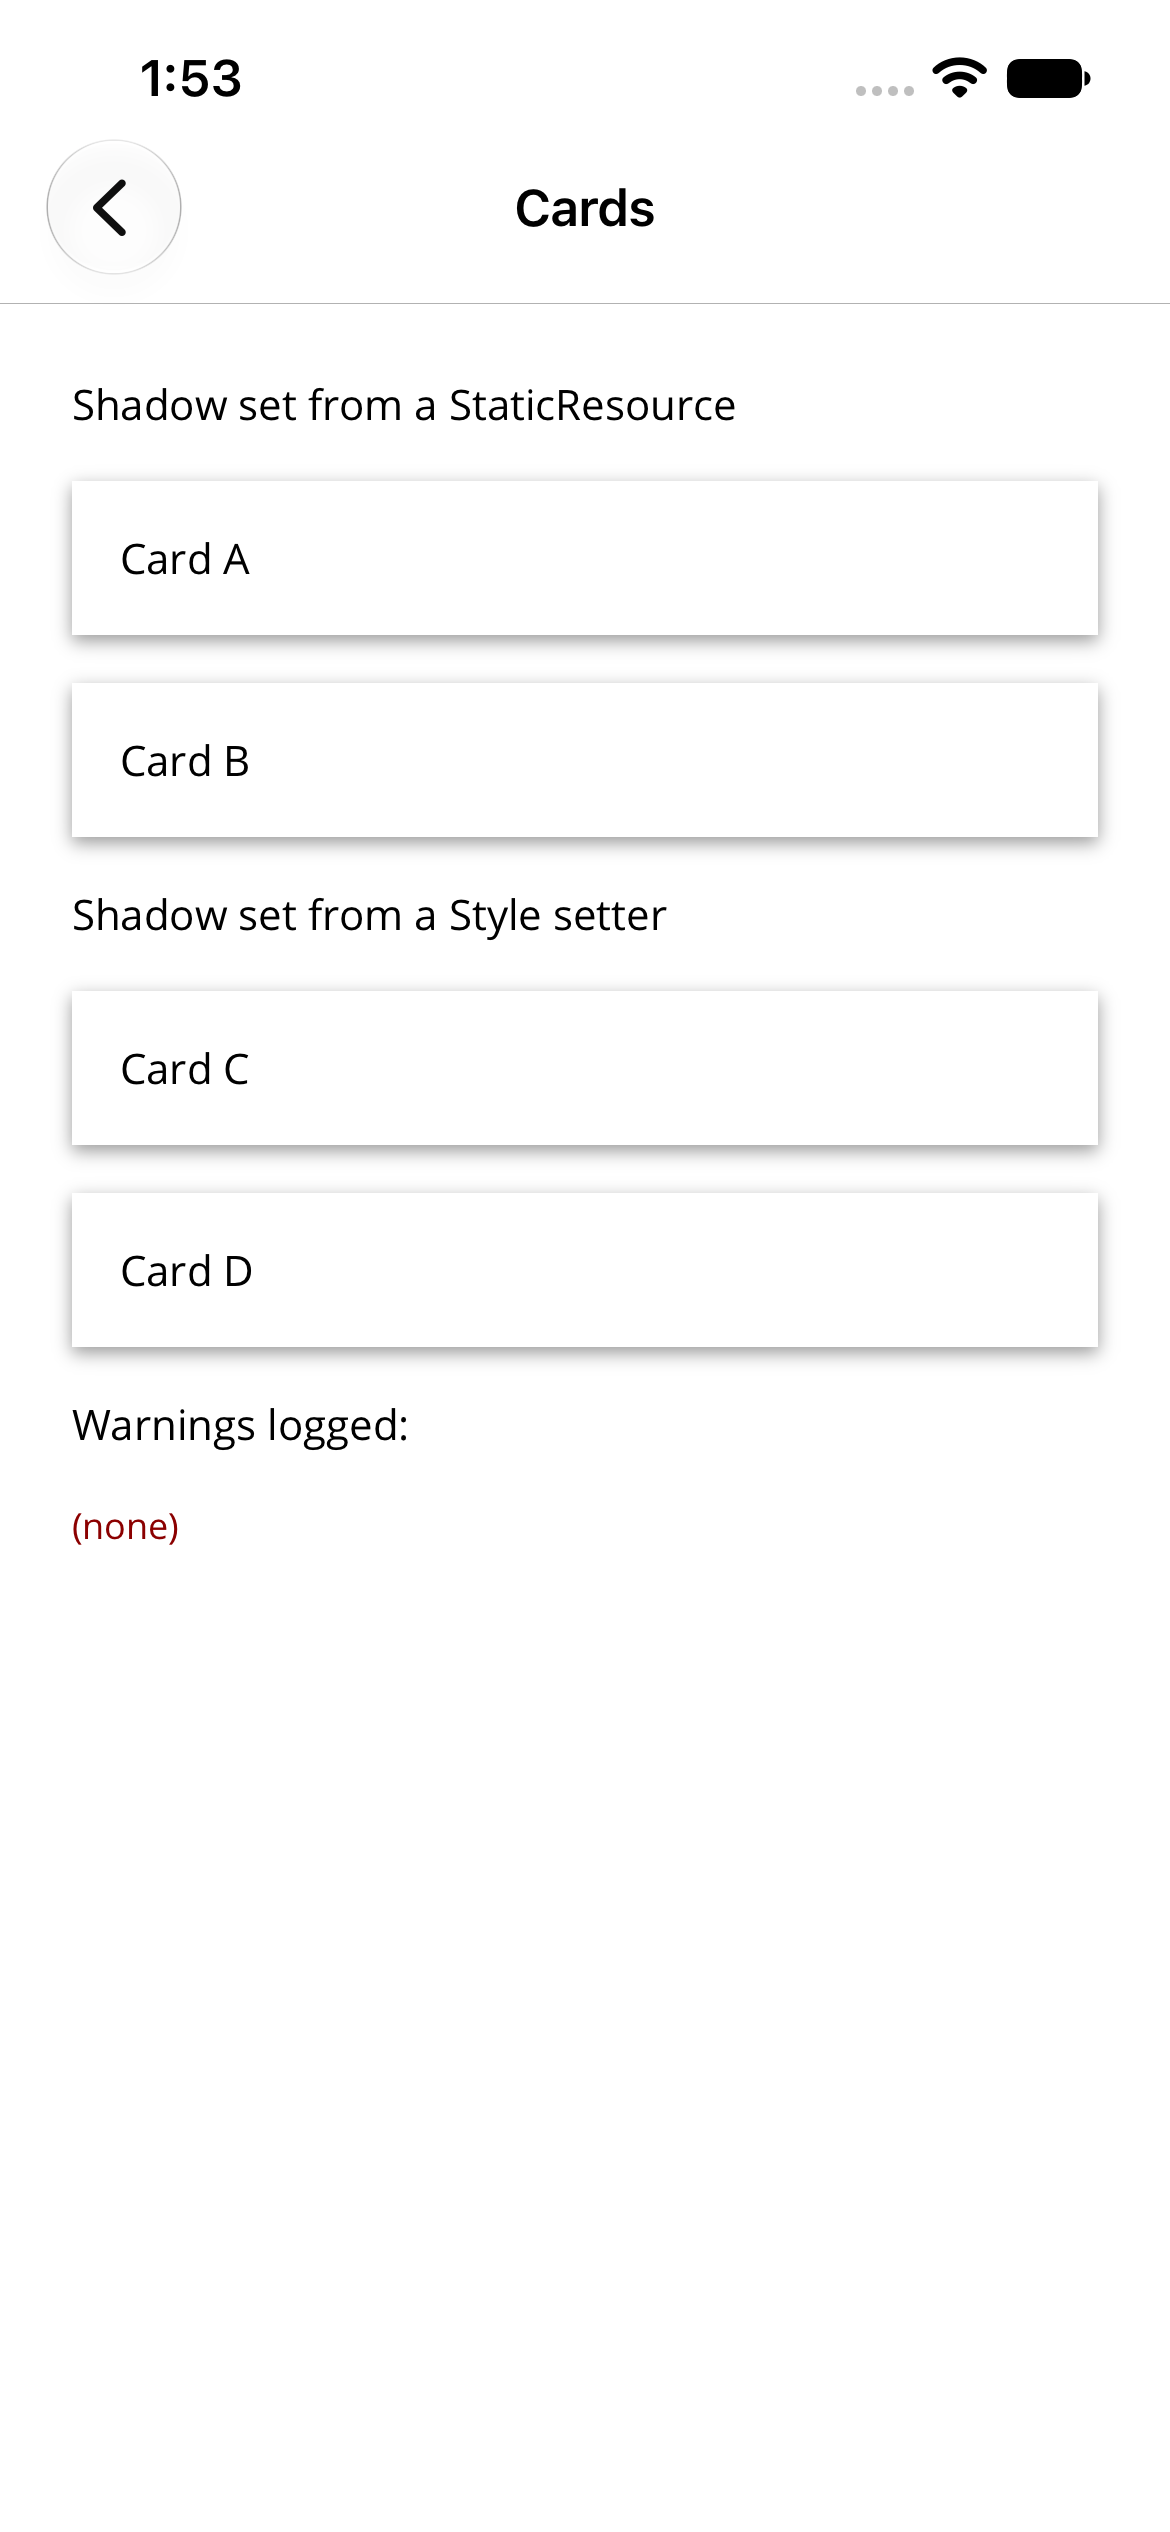 1:53
Cards
Shadow set from a StaticResource
Card A
Card B
Shadow set from a Style setter
Card C
Card D
Warnings logged:
(none)